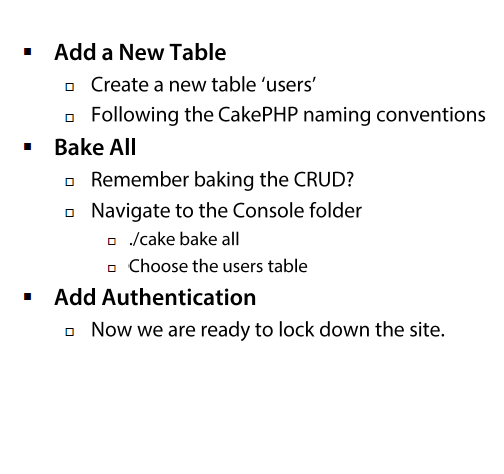 Add a New Table
Create a new table ‘users’
Following the CakePHP naming conventions
Bake All
Remember baking the CRUD?
Navigate to the Console folder
./cake bake all
Choose the users table
Add Authentication
Now we are ready to lock down the site.